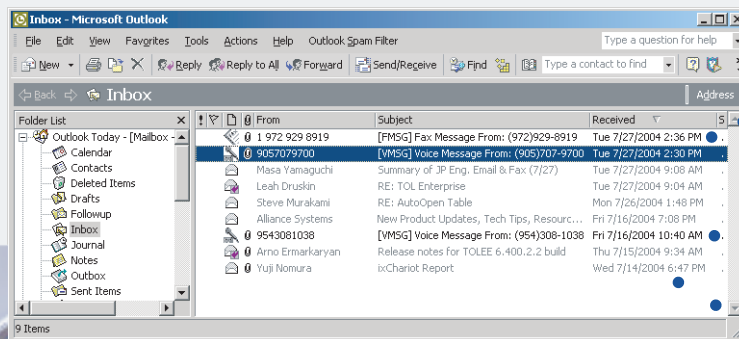 Inbox - Microsoft Outlook
File Edit View Favorites Tools Actions Help Outlook Spam Filter Type a question for help
New Reply Reply to All Forward Send/Receive Find Type a contact to find
Back Inbox Address
Folder List From Subject Received S
Outlook Today - [Mailbox -
Calendar
Contacts
Deleted Items
Drafts
Followup
Inbox
Journal
Notes
Outbox
Sent Items
1 972 929 8919 [FMSG] Fax Message From: (972)929-8919 Tue 7/27/2004 2:36 PM
9057079700 [VMSG] Voice Message From: (905)707-9700 Tue 7/27/2004 2:30 PM
Masa Yamaguchi Summary of JP Eng. Email & Fax (7/27) Tue 7/27/2004 9:08 AM
Leah Druskin RE: TOL Enterprise Tue 7/27/2004 9:04 AM
Steve Murakami RE: AutoOpen Table Mon 7/26/2004 1:48 PM
Alliance Systems New Product Updates, Tech Tips, Resourc... Fri 7/16/2004 7:08 PM
9543081038 [VMSG] Voice Message From: (954)308-1038 Fri 7/16/2004 10:40 AM
Arno Ermakaryan Release notes for TOLEE 6.400.2.2 build Thu 7/15/2004 9:34 AM
Yuji Nomura ixChariot Report Wed 7/14/2004 6:47 PM
9 Items